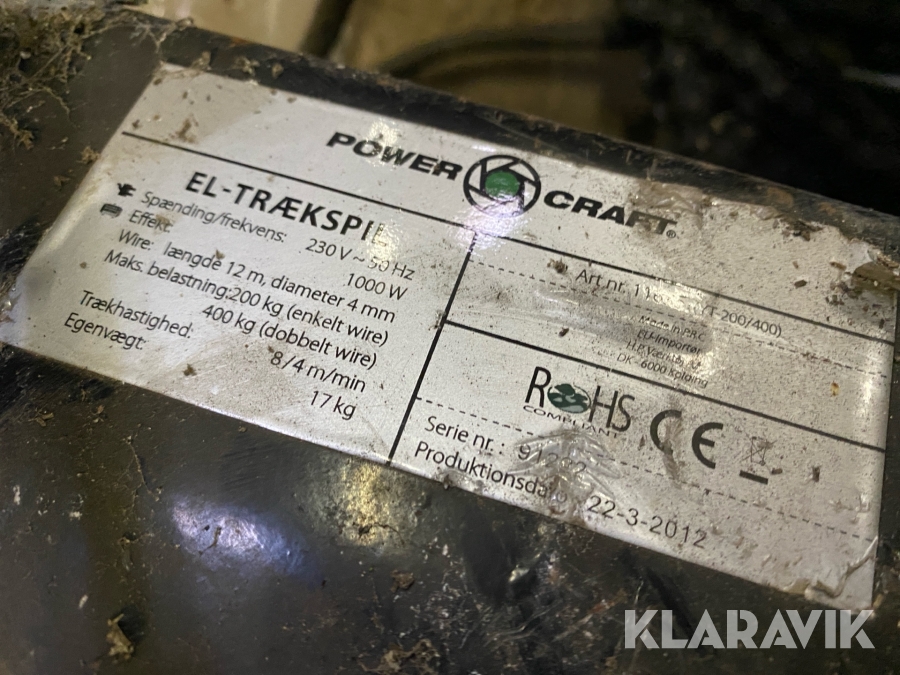 POWER CRAFT®
EL-TRÆKSPIL
Spænding/frekvens: 230 V ~ 50 Hz
Effekt: 1000 W
Wire: længde 12 m, diameter 4 mm
Maks. belastning: 200 kg (enkelt wire)
400 kg (dobbelt wire)
Trækhastighed: 8/4 m/min
Egenvægt: 17 kg
Art nr.
Made in PRC
EU-importør
DK - 6000 Kolding
RoHS
COMPLIANT
CE
Serie nr.:
Produktionsdato 22-3-2012
KLARAVIK